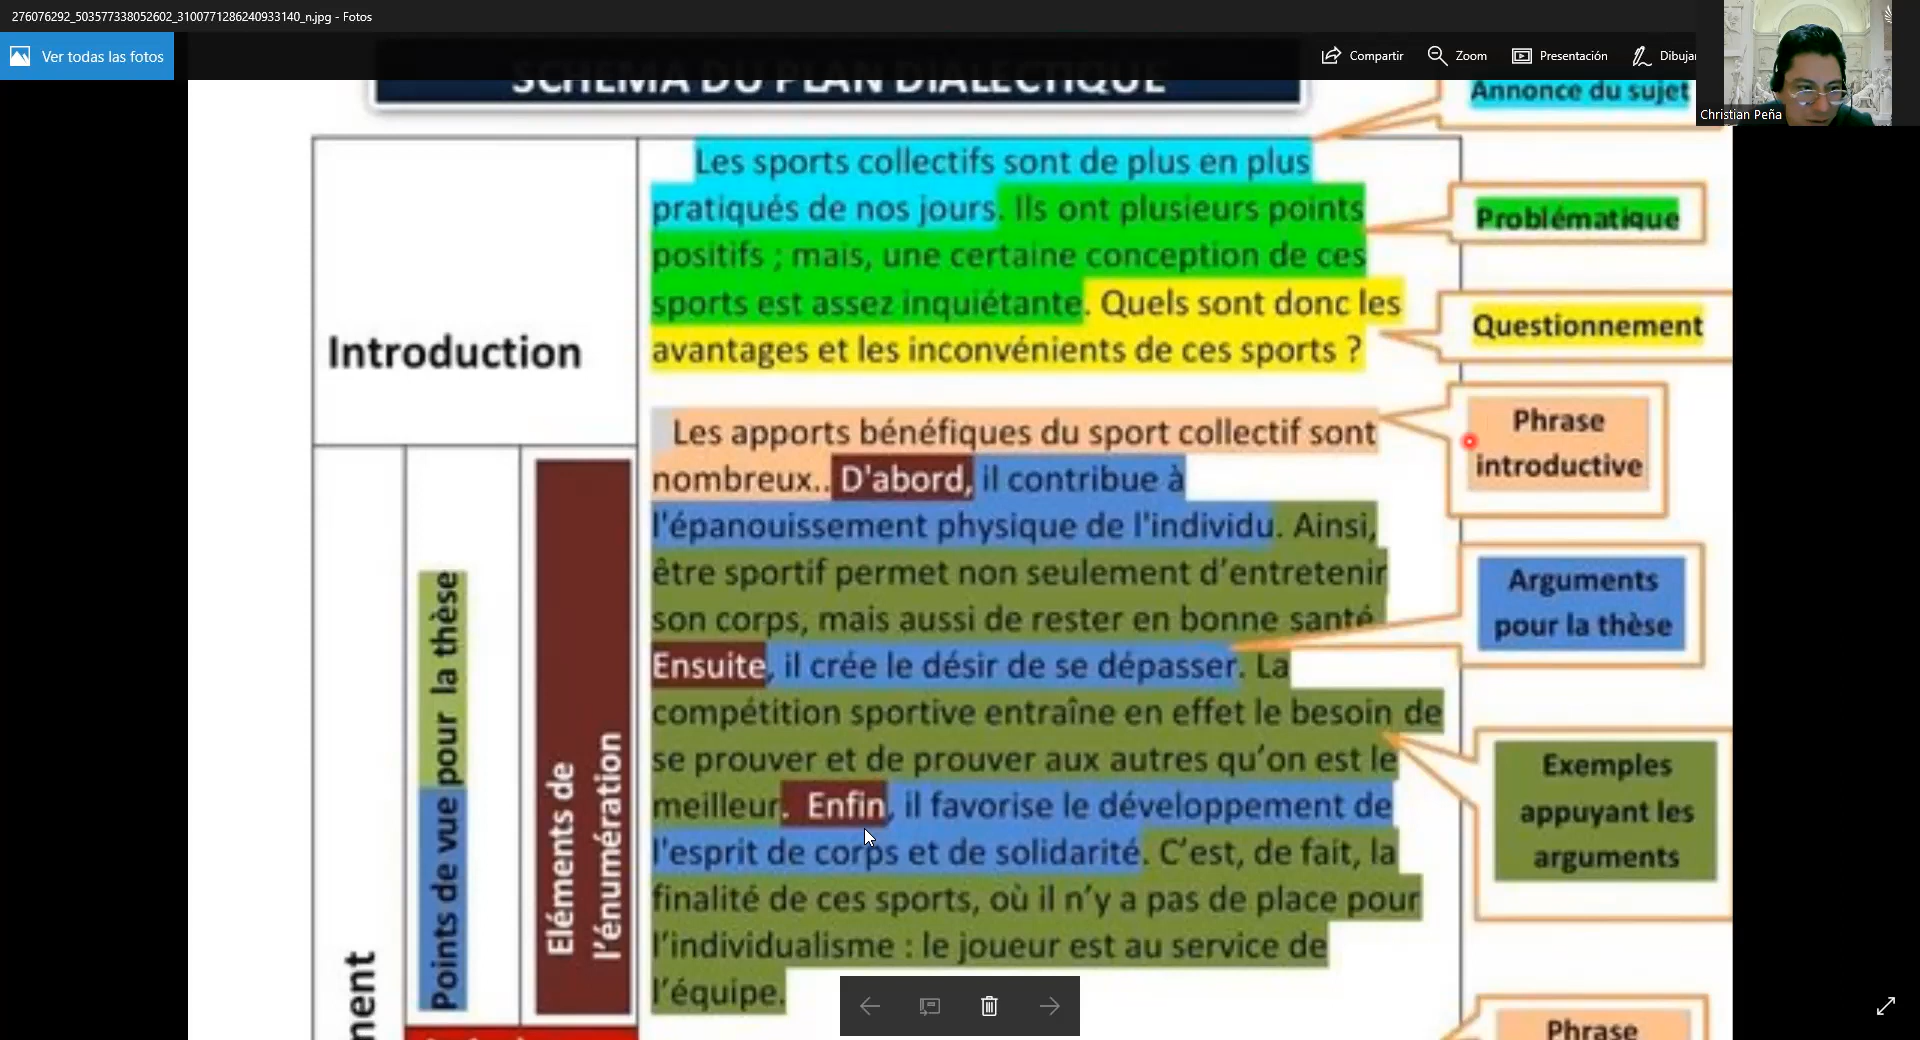 276076292_503577338052602_3100771286240933140_n.jpg - Fotos
Ver todas las fotos
Compartir
Zoom
Presentación
Dibujar
Christian Peña
SCHEMA DU PLAN DIALECTIQUE
Annonce du sujet
Introduction
Les sports collectifs sont de plus en plus
pratiqués de nos jours. Ils ont plusieurs points
positifs ; mais, une certaine conception de ces
sports est assez inquiétante. Quels sont donc les
avantages et les inconvénients de ces sports ?
Problématique
Questionnement
Points de vue pour la thèse
Eléments de
l'énumération
Les apports bénéfiques du sport collectif sont
nombreux.. D'abord, il contribue à
l'épanouissement physique de l'individu. Ainsi,
être sportif permet non seulement d’entretenir
son corps, mais aussi de rester en bonne santé.
Ensuite, il crée le désir de se dépasser. La
compétition sportive entraîne en effet le besoin de
se prouver et de prouver aux autres qu’on est le
meilleur. Enfin, il favorise le développement de
l'esprit de corps et de solidarité. C’est, de fait, la
finalité de ces sports, où il n’y a pas de place pour
l’individualisme : le joueur est au service de
l’équipe.
Phrase
introductive
Arguments
pour la thèse
Exemples
appuyant les
arguments
Phrase